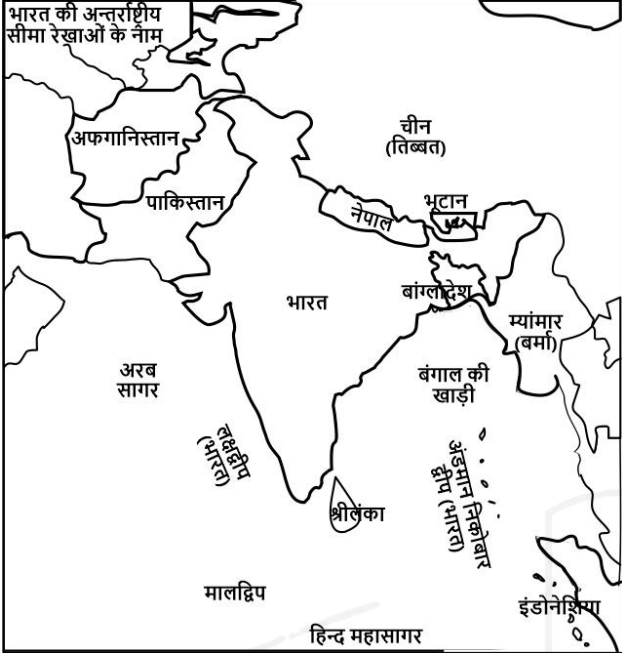 भारत की अन्तर्राष्ट्रीय
सीमा रेखाओं के नाम
अफगानिस्तान
चीन
(तिब्बत)
पाकिस्तान
नेपाल
भूटान
भारत
बांग्लादेश
म्यांमार
(बर्मा)
अरब
सागर
बंगाल की
खाड़ी
लक्षद्वीप
(भारत)
अंडमान निकोबार
द्वीप (भारत)
श्रीलंका
मालद्विप
इंडोनेशिया
हिन्द महासागर